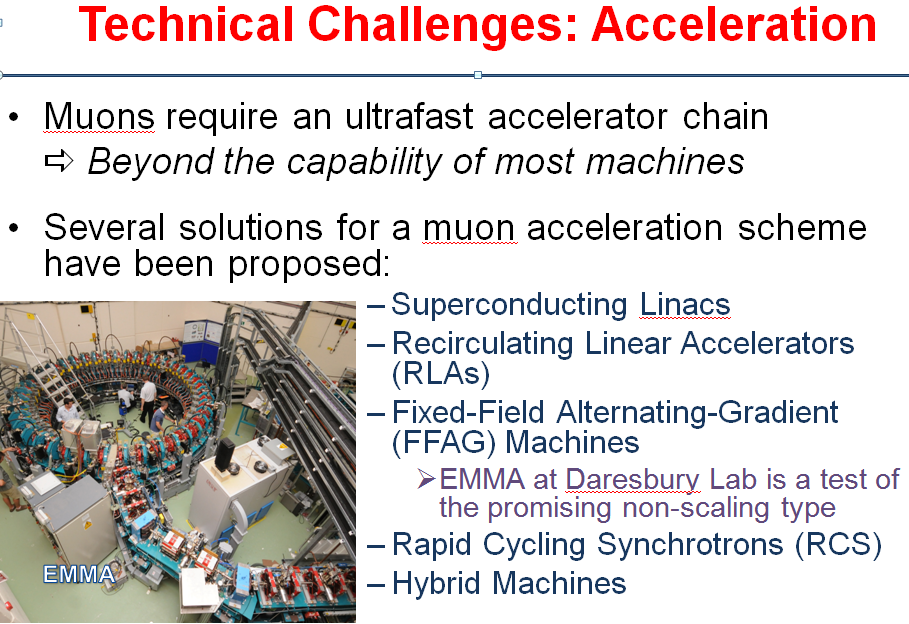 Technical Challenges: Acceleration
• Muons require an ultrafast accelerator chain
⇨ Beyond the capability of most machines
• Several solutions for a muon acceleration scheme
have been proposed:
– Superconducting Linacs
– Recirculating Linear Accelerators
(RLAs)
– Fixed-Field Alternating-Gradient
(FFAG) Machines
➢EMMA at Daresbury Lab is a test of
the promising non-scaling type
– Rapid Cycling Synchrotrons (RCS)
– Hybrid Machines
EMMA